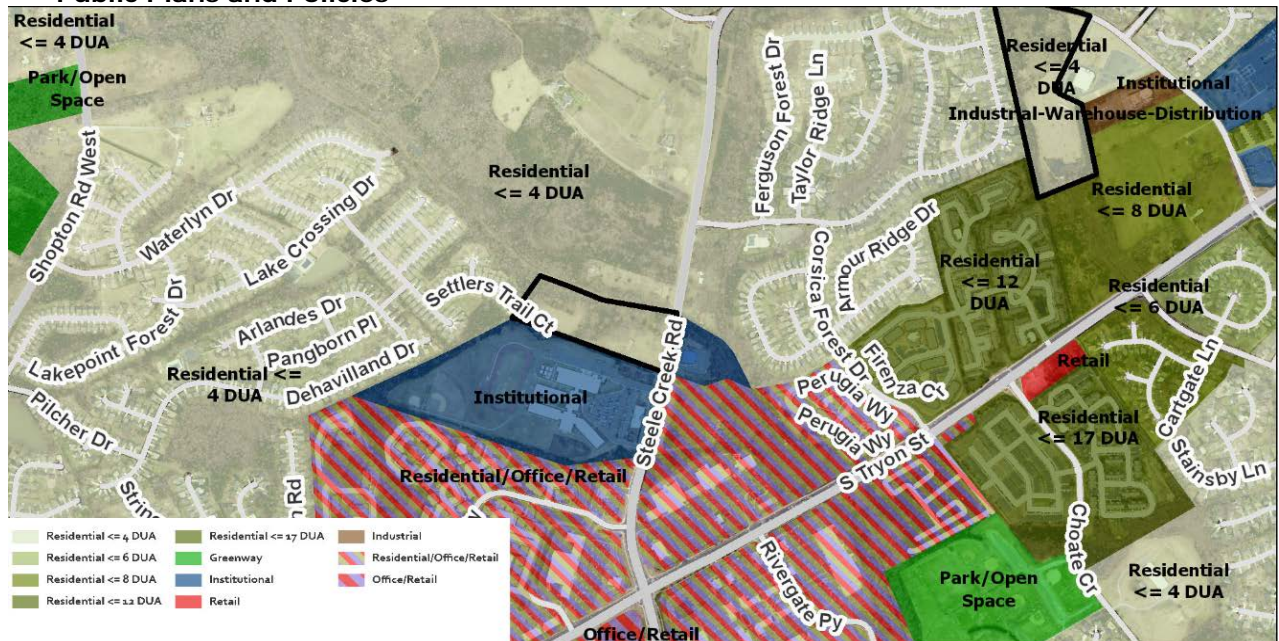 Public Plans and Policies
Residential
<= 4 DUA
Park/Open
Space
Shopton Rd West
Waterlyn Dr
Lake Crossing Dr
Lakepoint Forest Dr
Arlandes Dr
Pangborn Pl
Settlers Trail Ct
Dehavilland Dr
Residential <=
4 DUA
Pilcher Dr
Residential
<= 4 DUA
Institutional
Steele Creek Rd
Residential/Office/Retail
Ferguson Forest Dr
Taylor Ridge Ln
Corsica Forest Dr
Armour Ridge Dr
Firenza Ct
Perugia Wy
Perugia Wy
S Tryon St
Residential
<= 4
DUA
Institutional
Industrial-Warehouse-Distribution
Residential
<= 8 DUA
Residential
<= 12
DUA
Residential
<= 6 DUA
Retail
Cartgate Ln
Stainsby Ln
Residential
<= 17 DUA
Choate Cr
Rivergate Py
Park/Open
Space
Residential
<= 4 DUA
Office/Retail
Residential <= 4 DUA
Residential <= 6 DUA
Residential <= 8 DUA
Residential <= 12 DUA
Residential <= 17 DUA
Greenway
Institutional
Retail
Industrial
Residential/Office/Retail
Office/Retail